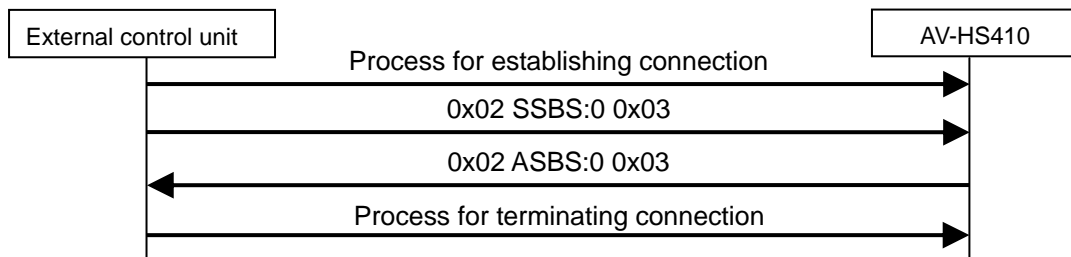 External control unit
AV-HS410
Process for establishing connection
0x02 SSBS:0 0x03
0x02 ASBS:0 0x03
Process for terminating connection